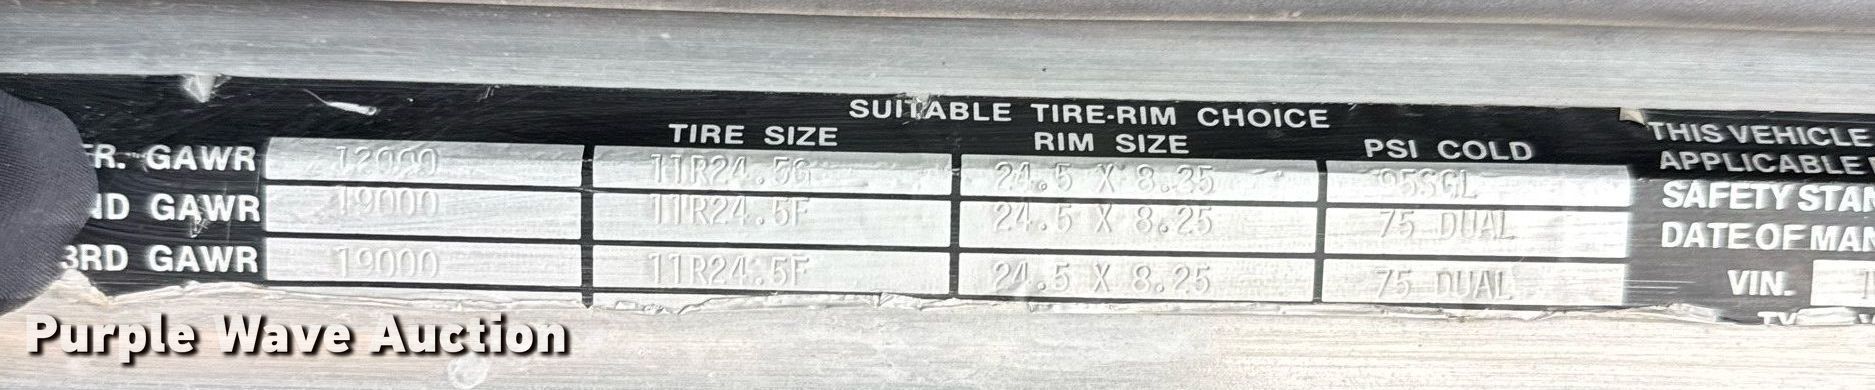 SUITABLE TIRE-RIM CHOICE
TIRE SIZE RIM SIZE PSI COLD
FR. GAWR 12000 11R24.5G 24.5 X 8.25 95SGL
ND GAWR 19000 11R24.5F 24.5 X 8.25 75 DUAL
3RD GAWR 19000 11R24.5F 24.5 X 8.25 75 DUAL
THIS VEHICLE
APPLICABLE
SAFETY STAN
DATE OF MAN
VIN.
Purple Wave Auction